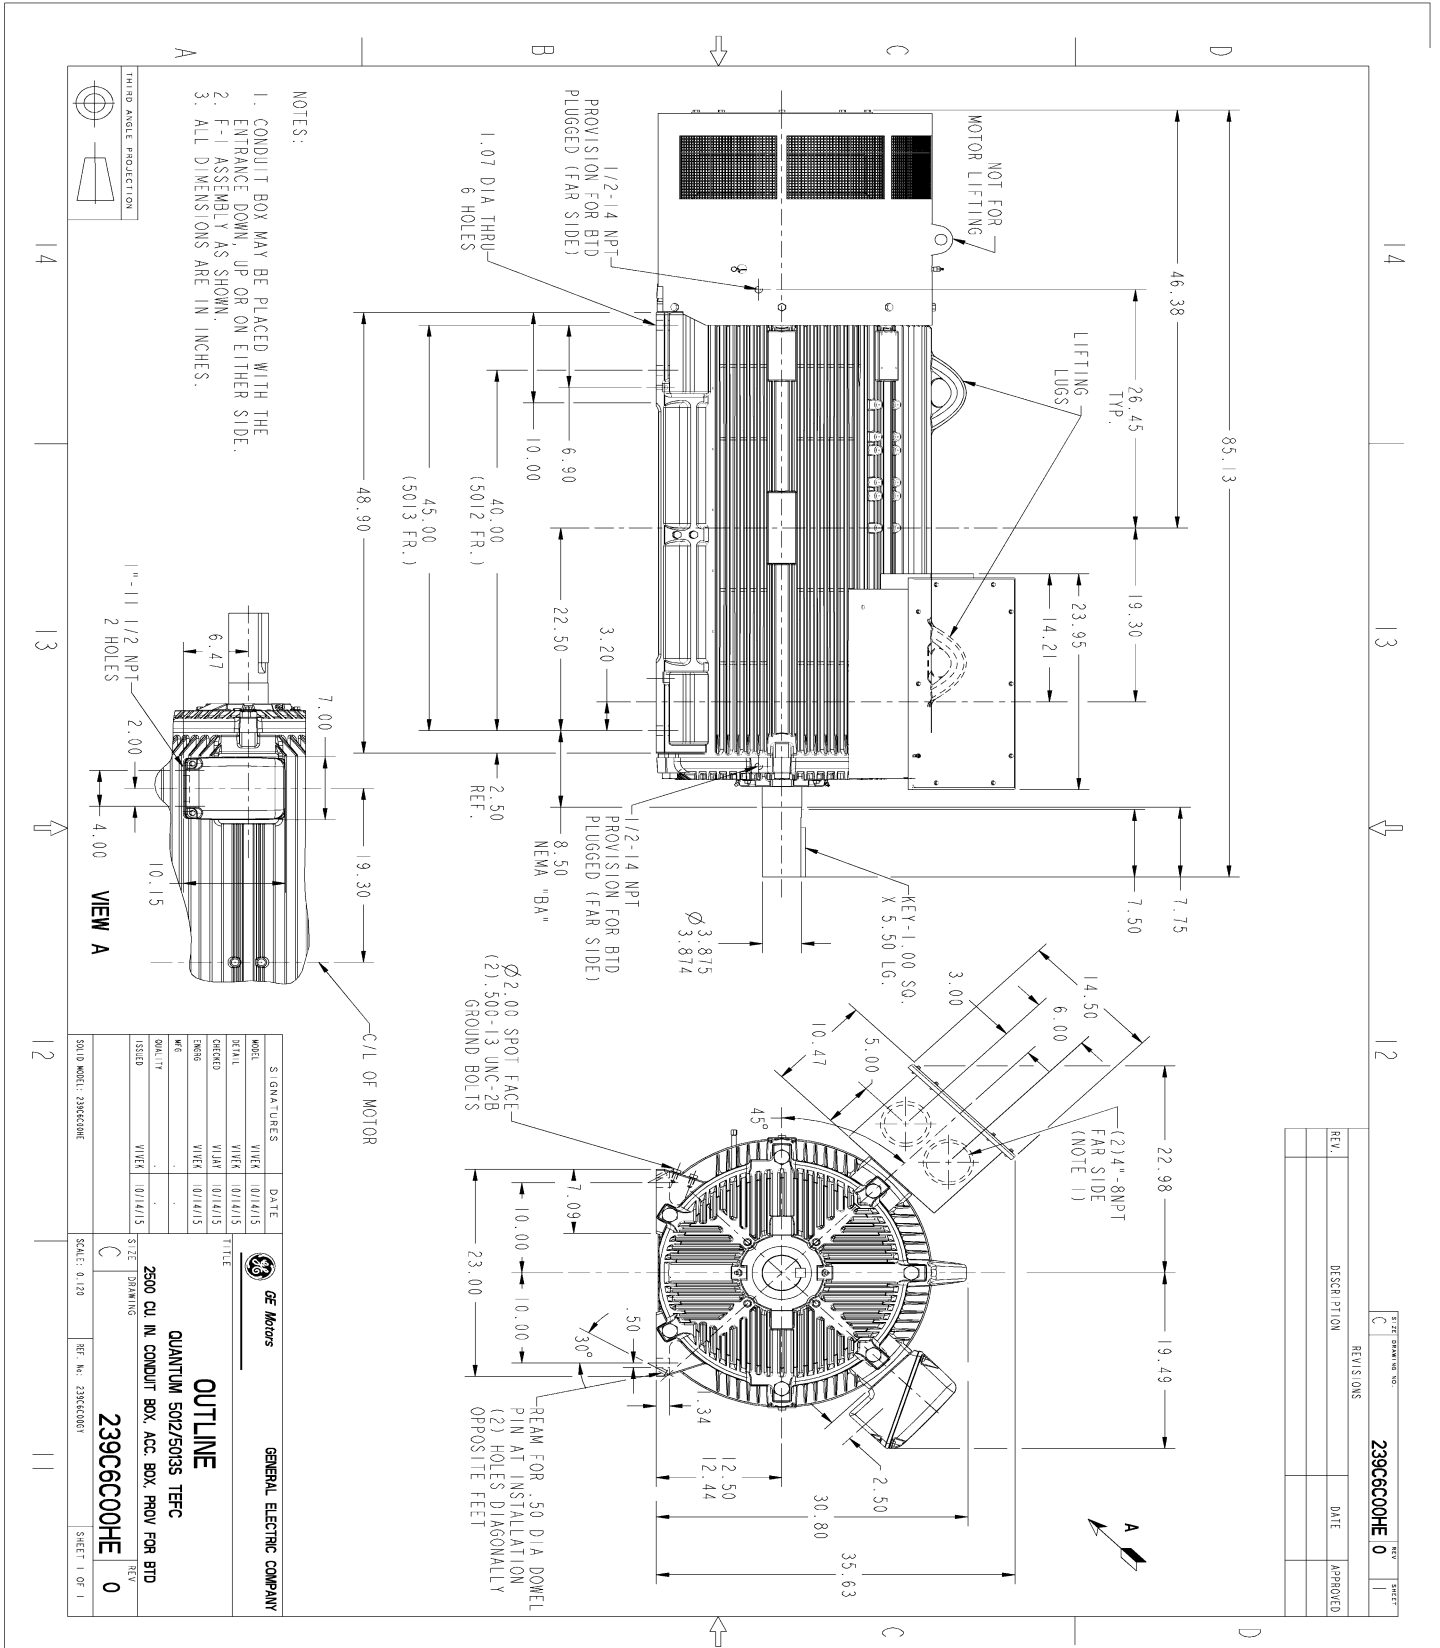 SIZE DRAWING NO. REV SHEET
C 239C6C00HE 0 1
REVISIONS
REV. DESCRIPTION DATE APPROVED
14 13 12 11
D
C
B
A
85.13
46.38
7.75
7.50
26.45
TYP.
19.30
23.95
14.21
NOT FOR
MOTOR LIFTING
LIFTING
LUGS
KEY-1.00 SQ.
X 5.50 LG.
Ø3.875
3.874
1/2-14 NPT
PROVISION FOR BTD
PLUGGED (FAR SIDE)
1.07 DIA THRU
6 HOLES
6.90
10.00
40.00
(5012 FR.)
45.00
(5013 FR.)
48.90
22.50
3.20
8.50
NEMA "BA"
2.50
REF.
1/2-14 NPT
PROVISION FOR BTD
PLUGGED (FAR SIDE)
14.50
6.00
3.00
10.47
5.00
45°
22.98
19.49
(2)4"-8NPT
FAR SIDE
(NOTE 1)
A
Ø2.00 SPOT FACE
(2).500-13 UNC-2B
GROUND BOLTS
7.09
10.00
10.00
23.00
.50
30°
1.34
12.50
12.44
30.80
35.63
2.50
REAM FOR .50 DIA DOWEL
PIN AT INSTALLATION
(2) HOLES DIAGONALLY
OPPOSITE FEET
NOTES:
1. CONDUIT BOX MAY BE PLACED WITH THE
ENTRANCE DOWN, UP OR ON EITHER SIDE.
2. F-1 ASSEMBLY AS SHOWN.
3. ALL DIMENSIONS ARE IN INCHES.
1"-11 1/2 NPT
2 HOLES
6.47
7.00
2.00
4.00
19.30
10.15
VIEW A
C/L OF MOTOR
THIRD ANGLE PROJECTION
SIGNATURES DATE
MODEL VIVEK 10/14/15
DETAIL VIVEK 10/14/15
CHECKED VIJAY 10/14/15
ENGRG VIVEK 10/14/15
MFG . .
QUALITY . .
ISSUED VIVEK 10/14/15
SOLID MODEL: 239C6C00HE
GE Motors GENERAL ELECTRIC COMPANY
TITLE
OUTLINE
QUANTUM 5012/5013S TEFC
2500 CU. IN. CONDUIT BOX, ACC. BOX, PROV FOR BTD
SIZE DRAWING REV
C 239C6C00HE 0
SCALE: 0.120 REF. No: 239C6C00GY SHEET 1 OF 1
14 13 12 11
D
C
B
A